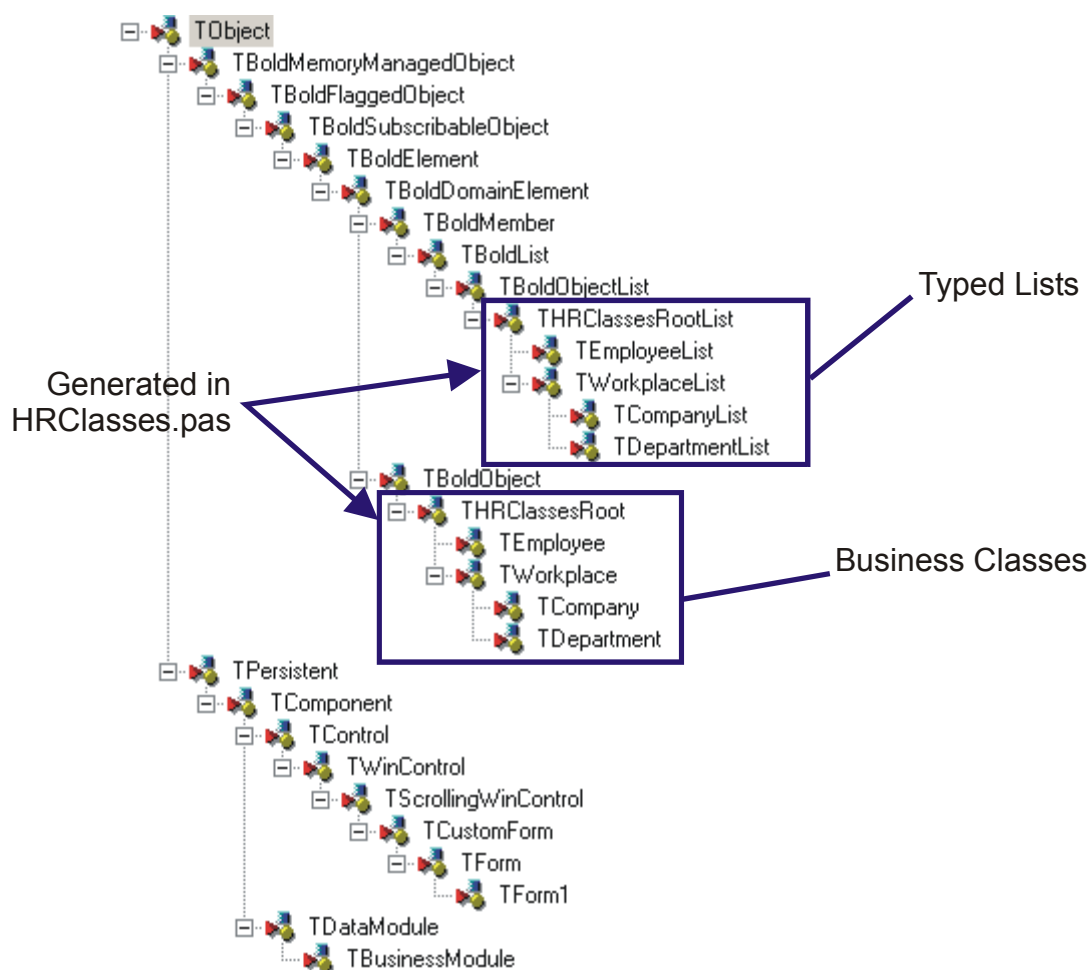 TObject
TBoldMemoryManagedObject
TBoldFlaggedObject
TBoldSubscribableObject
TBoldElement
TBoldDomainElement
TBoldMember
TBoldList
TBoldObjectList
Typed Lists
THRClassesRootList
TEmployeeList
TWorkplaceList
TCompanyList
TDepartmentList
Generated in
HRClasses.pas
TBoldObject
THRClassesRoot
TEmployee
TWorkplace
TCompany
TDepartment
Business Classes
TPersistent
TComponent
TControl
TWinControl
TScrollingWinControl
TCustomForm
TForm
TForm1
TDataModule
TBusinessModule